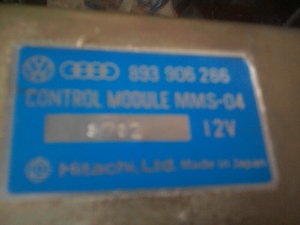 893 906 266
CONTROL MODULE MMS-04
12V
Hitachi, Ltd. Made in Japan